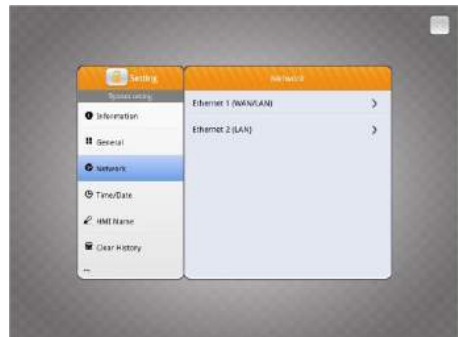 Setting
System setting
Information
General
Network
Time/Date
HMI Name
Clear History
Network
Ethernet 1 (WAN/LAN)
Ethernet 2 (LAN)